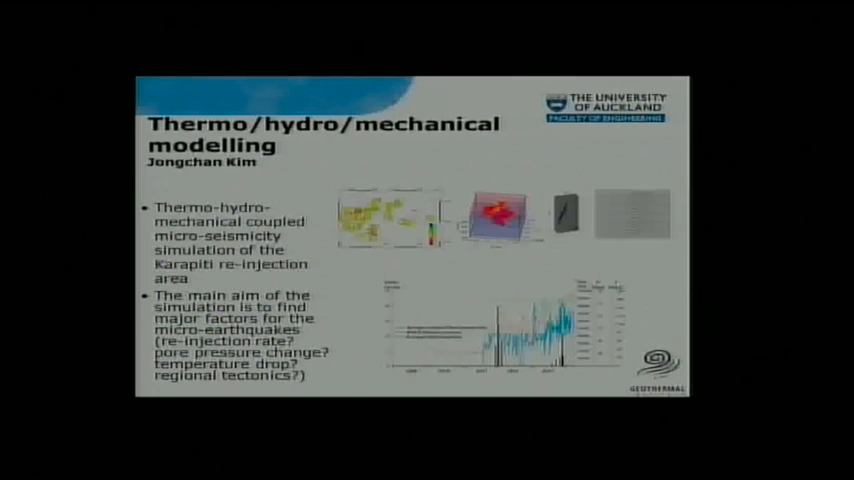 THE UNIVERSITY
OF AUCKLAND
FACULTY OF ENGINEERING
Thermo/hydro/mechanical
modelling
Jongchan Kim
• Thermo-hydro-
mechanical coupled
micro-seismicity
simulation of the
Karapiti re-injection
area
• The main aim of the
simulation is to find
major factors for the
micro-earthquakes
(re-injection rate?
pore pressure change?
temperature drop?
regional tectonics?)
GEOTHERMAL